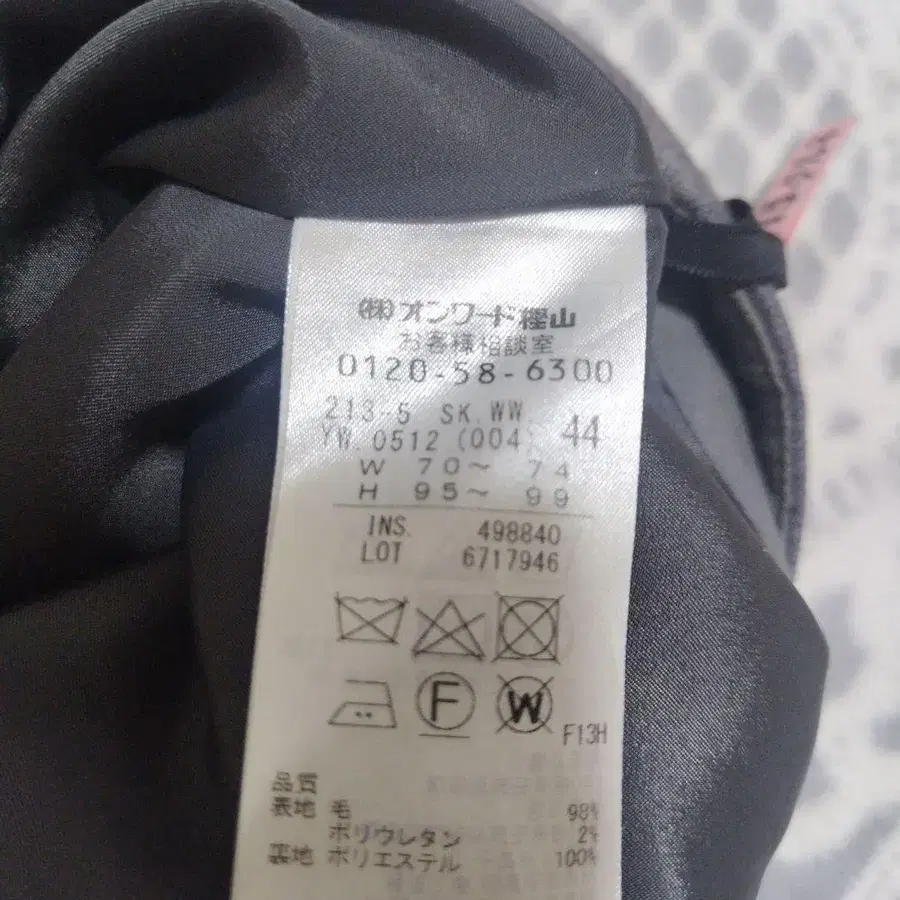 (株)オンワード樫山
お客様相談室
0120-58-6300
213-5 SK.WW
YW.0512 (004) 44
W 70～ 74
H 95～ 99
INS. 498840
LOT 6717946
F
W
F13H
品質
表地 毛 98%
ポリウレタン 2%
裏地 ポリエステル 100%